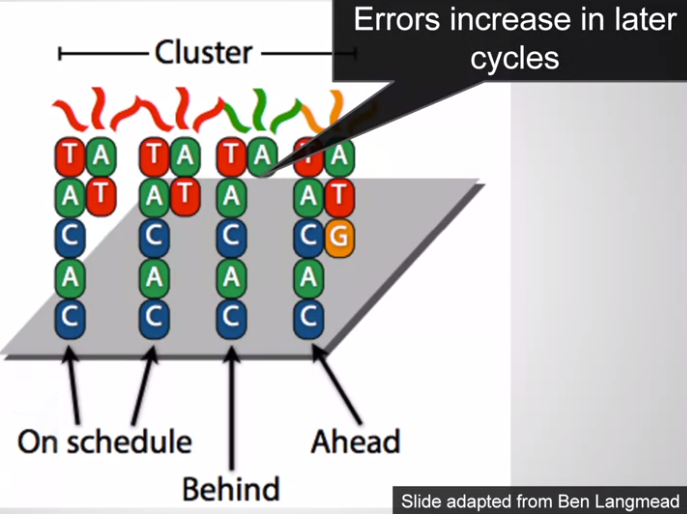 Errors increase in later
cycles
Cluster
T A T A T A T A
A T A T A A T
C C C C G
A A A A
C C C C
On schedule
Behind
Ahead
Slide adapted from Ben Langmead